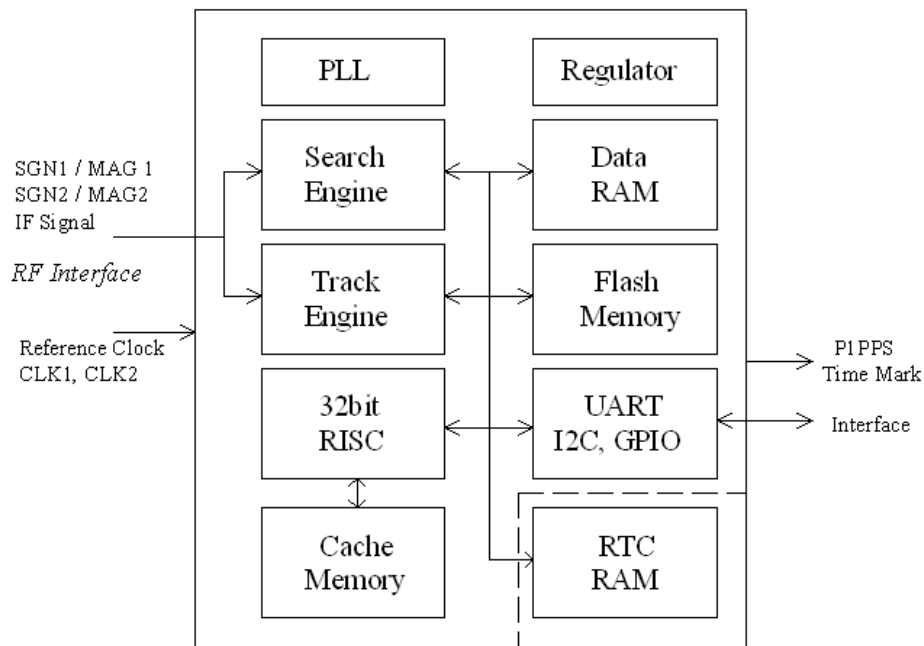 PLL
Regulator
Search
Engine
Data
RAM
SGN1 / MAG 1
SGN2 / MAG2
IF Signal
RF Interface
Track
Engine
Flash
Memory
Reference Clock
CLK1, CLK2
32bit
RISC
UART
I2C, GPIO
P1PPS
Time Mark
Interface
Cache
Memory
RTC
RAM